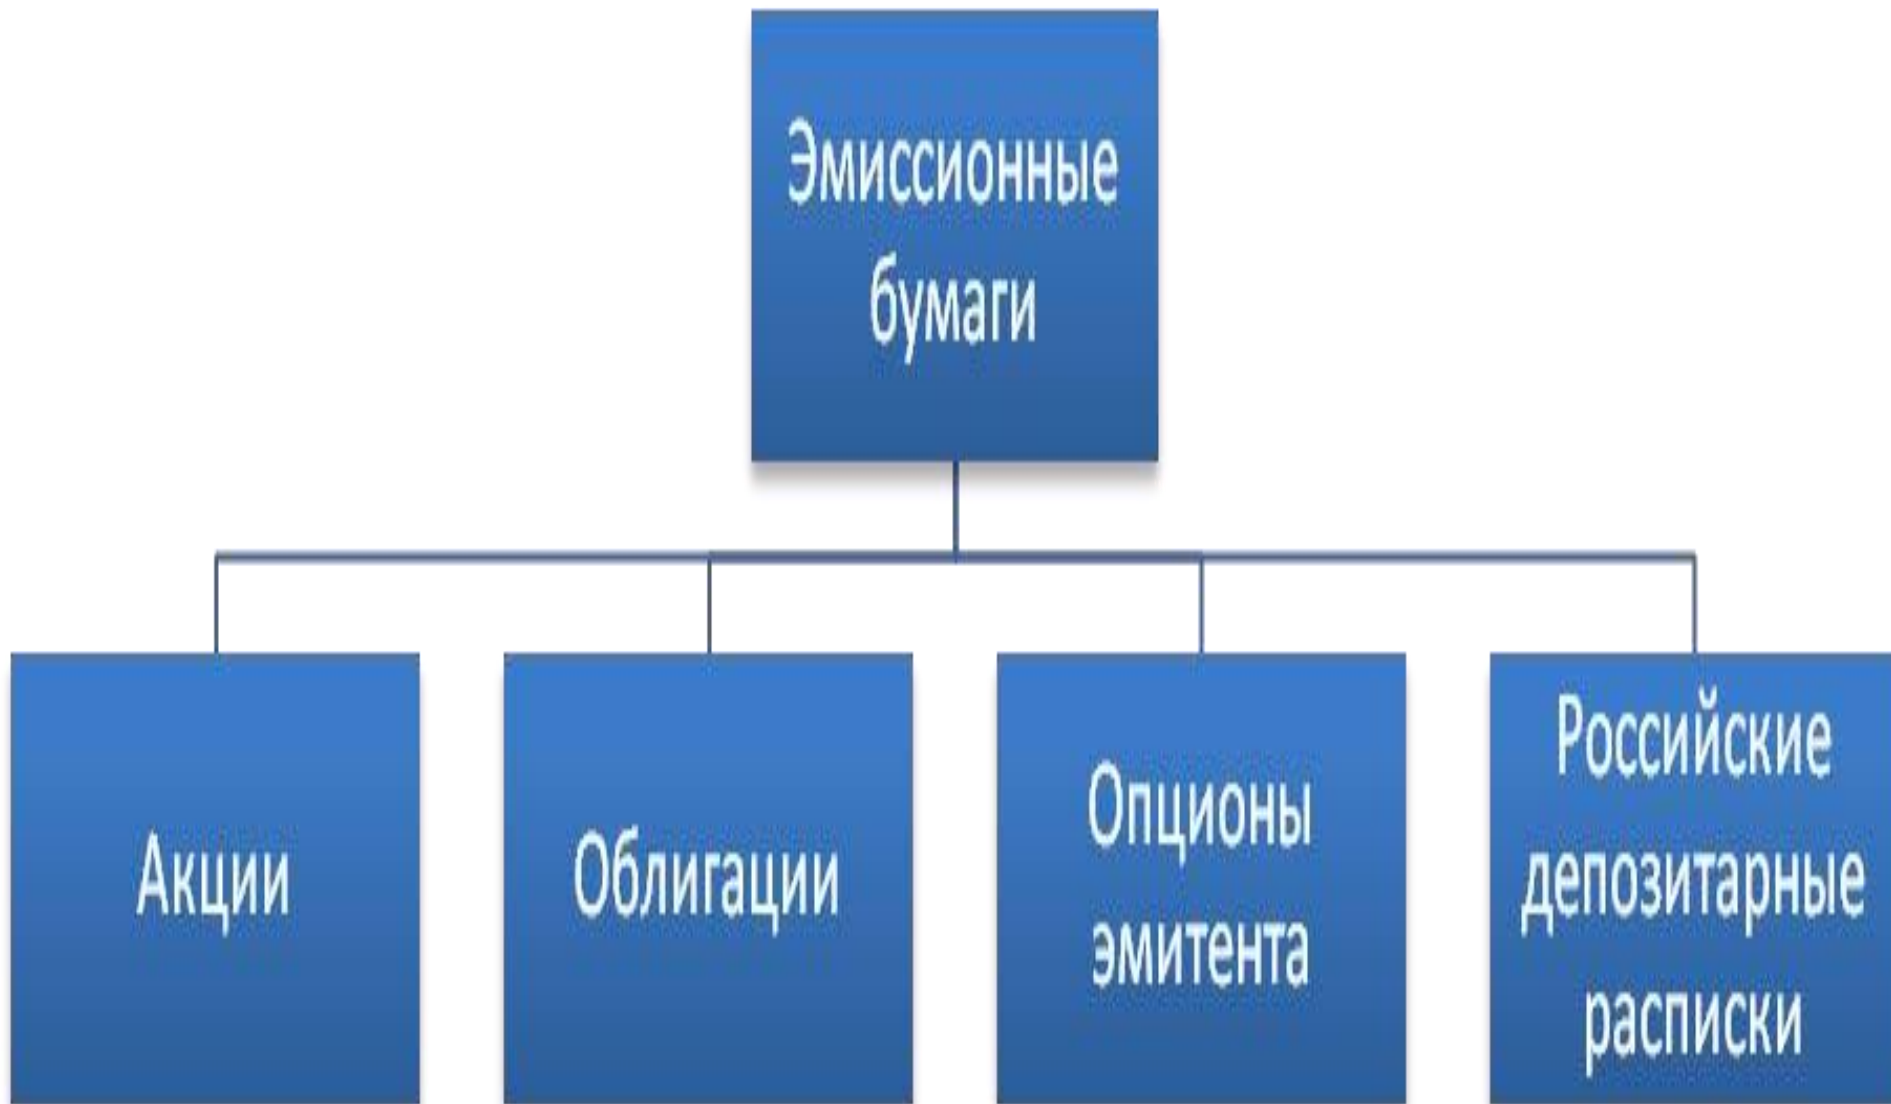 Эмиссионные
бумаги
Акции
Облигации
Опционы
эмитента
Российские
депозитарные
расписки